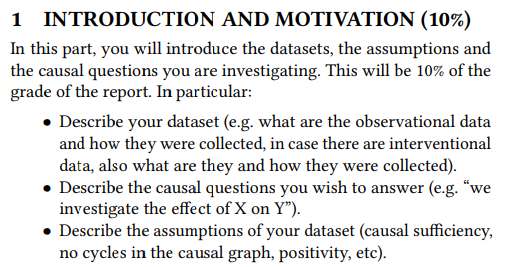 1 INTRODUCTION AND MOTIVATION (10%)
In this part, you will introduce the datasets, the assumptions and
the causal questions you are investigating. This will be 10% of the
grade of the report. In particular:
• Describe your dataset (e.g. what are the observational data
and how they were collected, in case there are interventional
data, also what are they and how they were collected).
• Describe the causal questions you wish to answer (e.g. “we
investigate the effect of X on Y”).
• Describe the assumptions of your dataset (causal sufficiency,
no cycles in the causal graph, positivity, etc).